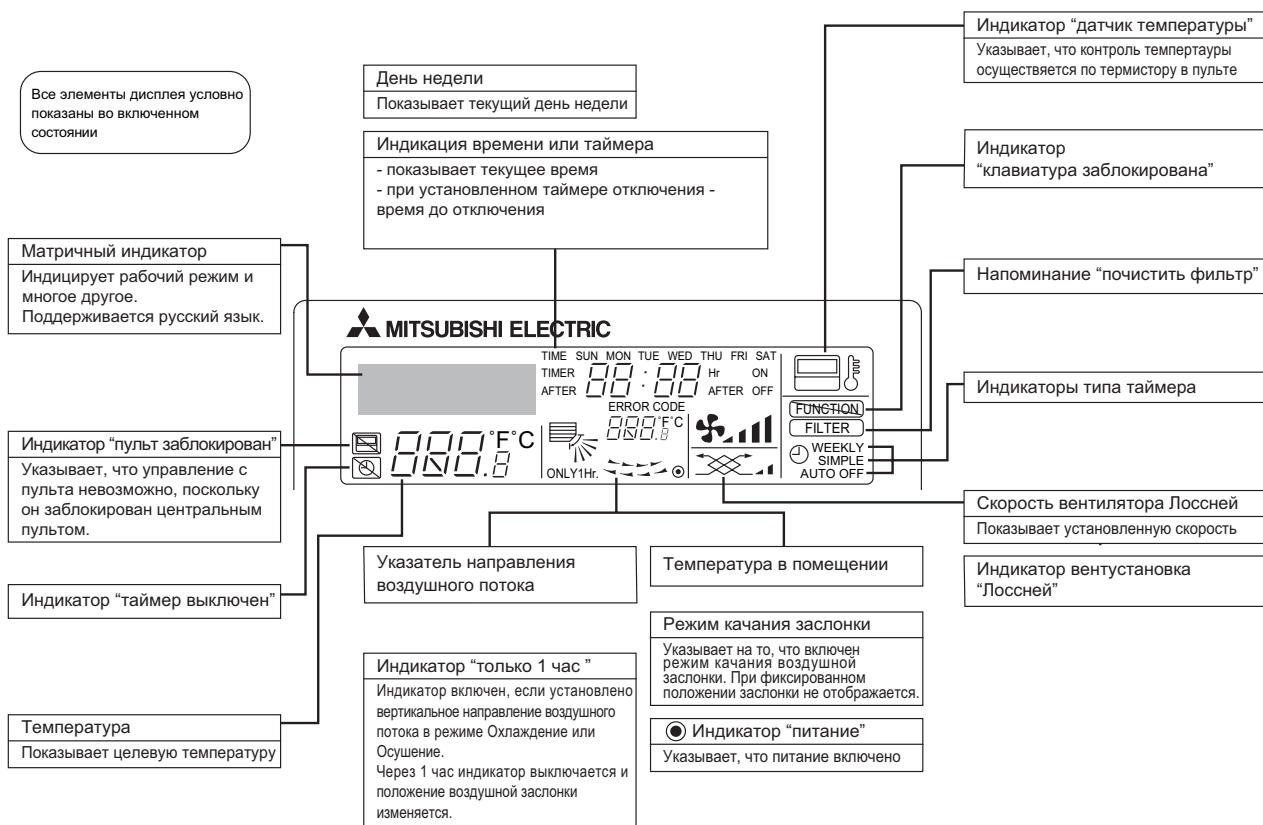 Все элементы дисплея условно
показаны во включенном
состоянии
День недели
Показывает текущий день недели
Индикация времени или таймера
- показывает текущее время
- при установленном таймере отключения -
время до отключения
Индикатор “датчик температуры”
Указывает, что контроль темпертауры
осуществяется по термистору в пульте
Индикатор
“клавиатура заблокирована”
Напоминание “почистить фильтр”
Индикаторы типа таймера
Скорость вентилятора Лоссней
Показывает установленную скорость
Индикатор вентустановка
“Лоссней”
Матричный индикатор
Индицирует рабочий режим и
многое другое.
Поддерживается русский язык.
Индикатор “пульт заблокирован”
Указывает, что управление с
пульта невозможно, поскольку
он заблокирован центральным
пультом.
Индикатор “таймер выключен”
Температура
Показывает целевую температуру
MITSUBISHI ELECTRIC
TIME SUN MON TUE WED THU FRI SAT
TIMER 88:88 Hr ON
AFTER AFTER OFF
ERROR CODE
°F°C
°F°C
ONLY1Hr.
FUNCTION
FILTER
WEEKLY
SIMPLE
AUTO OFF
Указатель направления
воздушного потока
Температура в помещении
Индикатор “только 1 час ”
Индикатор включен, если установлено
вертикальное направление воздушного
потока в режиме Охлаждение или
Осушение.
Через 1 час индикатор выключается и
положение воздушной заслонки
изменяется.
Режим качания заслонки
Указывает на то, что включен
режим качания воздушной
заслонки. При фиксированном
положении заслонки не отображается.
Индикатор “питание”
Указывает, что питание включено